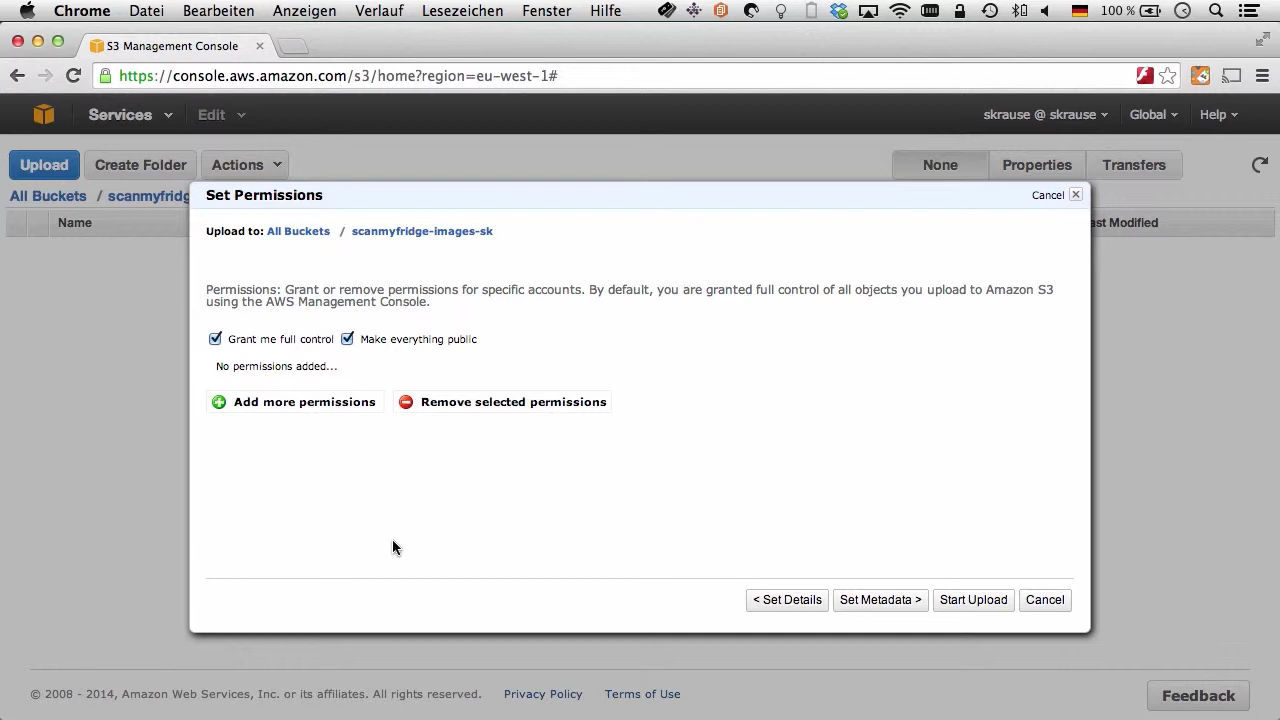 Chrome Datei Bearbeiten Anzeigen Verlauf Lesezeichen Fenster Hilfe 100 %
S3 Management Console
https://console.aws.amazon.com/s3/home?region=eu-west-1#
Services Edit skrause @ skrause Global Help
Upload Create Folder Actions None Properties Transfers
All Buckets / scanmyfridg
Name ast Modified
Set Permissions Cancel
Upload to: All Buckets / scanmyfridge-images-sk
Permissions: Grant or remove permissions for specific accounts. By default, you are granted full control of all objects you upload to Amazon S3
using the AWS Management Console.
Grant me full control Make everything public
No permissions added...
Add more permissions Remove selected permissions
< Set Details Set Metadata > Start Upload Cancel
© 2008 - 2014, Amazon Web Services, Inc. or its affiliates. All rights reserved. Privacy Policy Terms of Use Feedback